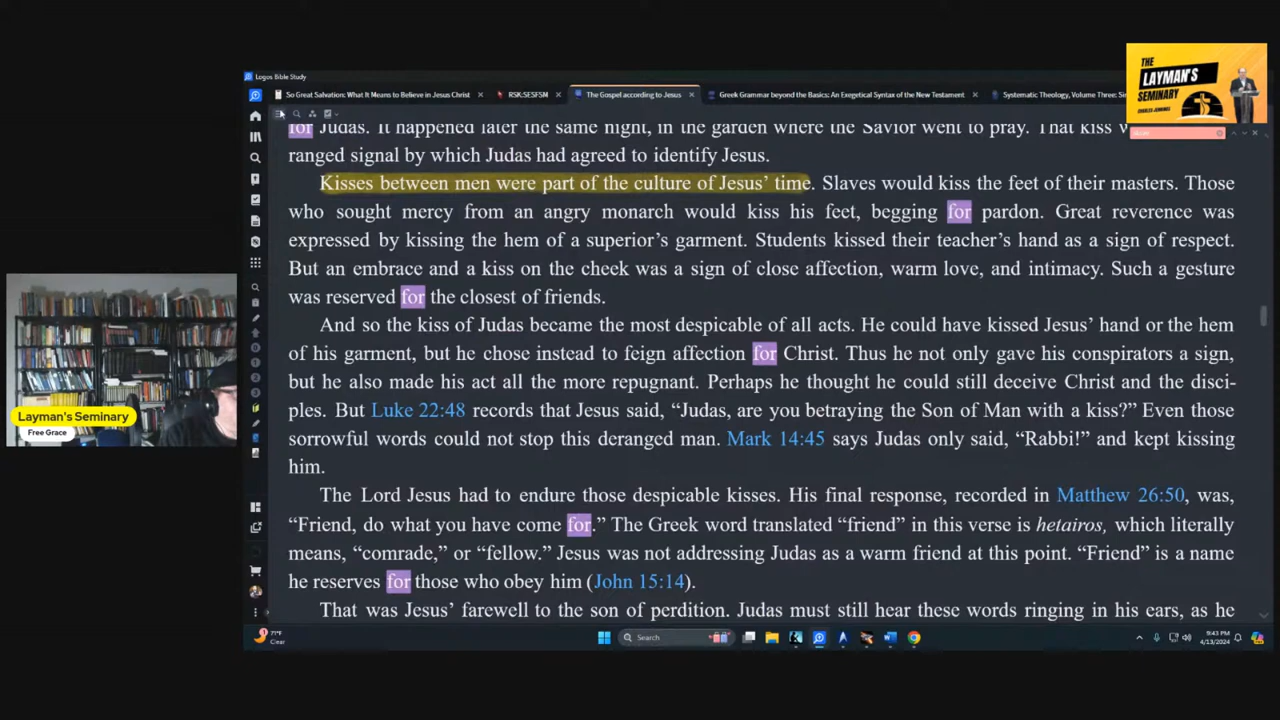 Logos Bible Study
So Great Salvation: What It Means to Believe in Jesus Christ
RSK:SESFSM
The Gospel according to Jesus
Greek Grammar beyond the Basics: An Exegetical Syntax of the New Testament
Systematic Theology, Volume Three:
THE
LAYMAN'S
SEMINARY
CHARLES JENNINGS
for Judas. It happened later the same night, in the garden where the Savior went to pray. That kiss
ranged signal by which Judas had agreed to identify Jesus.
Kisses between men were part of the culture of Jesus’ time. Slaves would kiss the feet of their masters. Those
who sought mercy from an angry monarch would kiss his feet, begging for pardon. Great reverence was
expressed by kissing the hem of a superior’s garment. Students kissed their teacher’s hand as a sign of respect.
But an embrace and a kiss on the cheek was a sign of close affection, warm love, and intimacy. Such a gesture
was reserved for the closest of friends.
And so the kiss of Judas became the most despicable of all acts. He could have kissed Jesus’ hand or the hem
of his garment, but he chose instead to feign affection for Christ. Thus he not only gave his conspirators a sign,
but he also made his act all the more repugnant. Perhaps he thought he could still deceive Christ and the disci-
ples. But Luke 22:48 records that Jesus said, “Judas, are you betraying the Son of Man with a kiss?” Even those
sorrowful words could not stop this deranged man. Mark 14:45 says Judas only said, “Rabbi!” and kept kissing
him.
The Lord Jesus had to endure those despicable kisses. His final response, recorded in Matthew 26:50, was,
“Friend, do what you have come for.” The Greek word translated “friend” in this verse is hetairos, which literally
means, “comrade,” or “fellow.” Jesus was not addressing Judas as a warm friend at this point. “Friend” is a name
he reserves for those who obey him (John 15:14).
That was Jesus’ farewell to the son of perdition. Judas must still hear these words ringing in his ears, as he
Layman's Seminary
Free Grace
71°F
Clear
Search
9:43 PM
4/13/2024